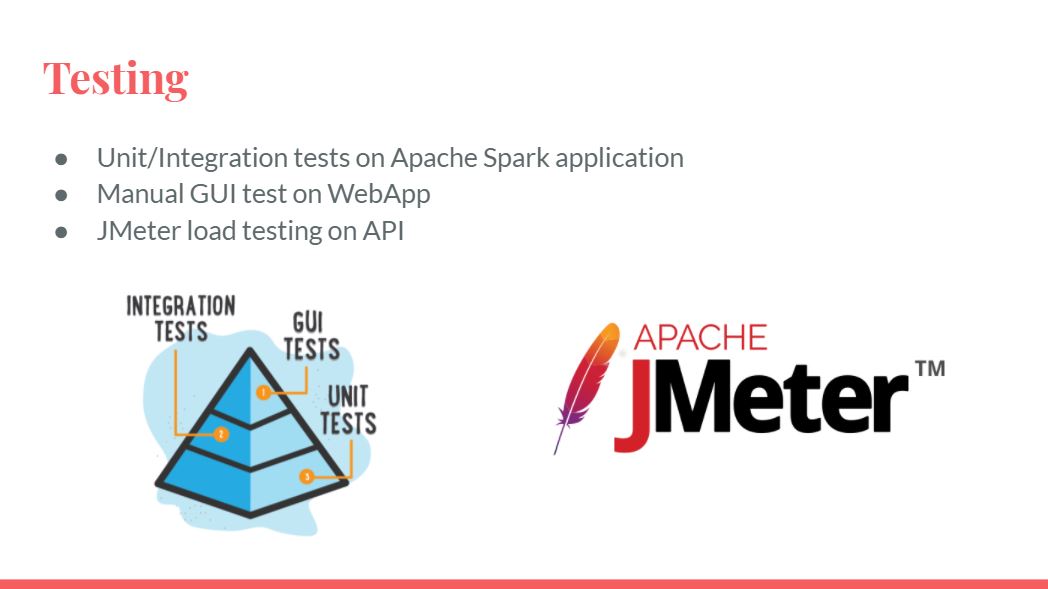 Testing
● Unit/Integration tests on Apache Spark application
● Manual GUI test on WebApp
● JMeter load testing on API
INTEGRATION
TESTS
GUI
TESTS
UNIT
TESTS
1
2
3
APACHE
JMeter™